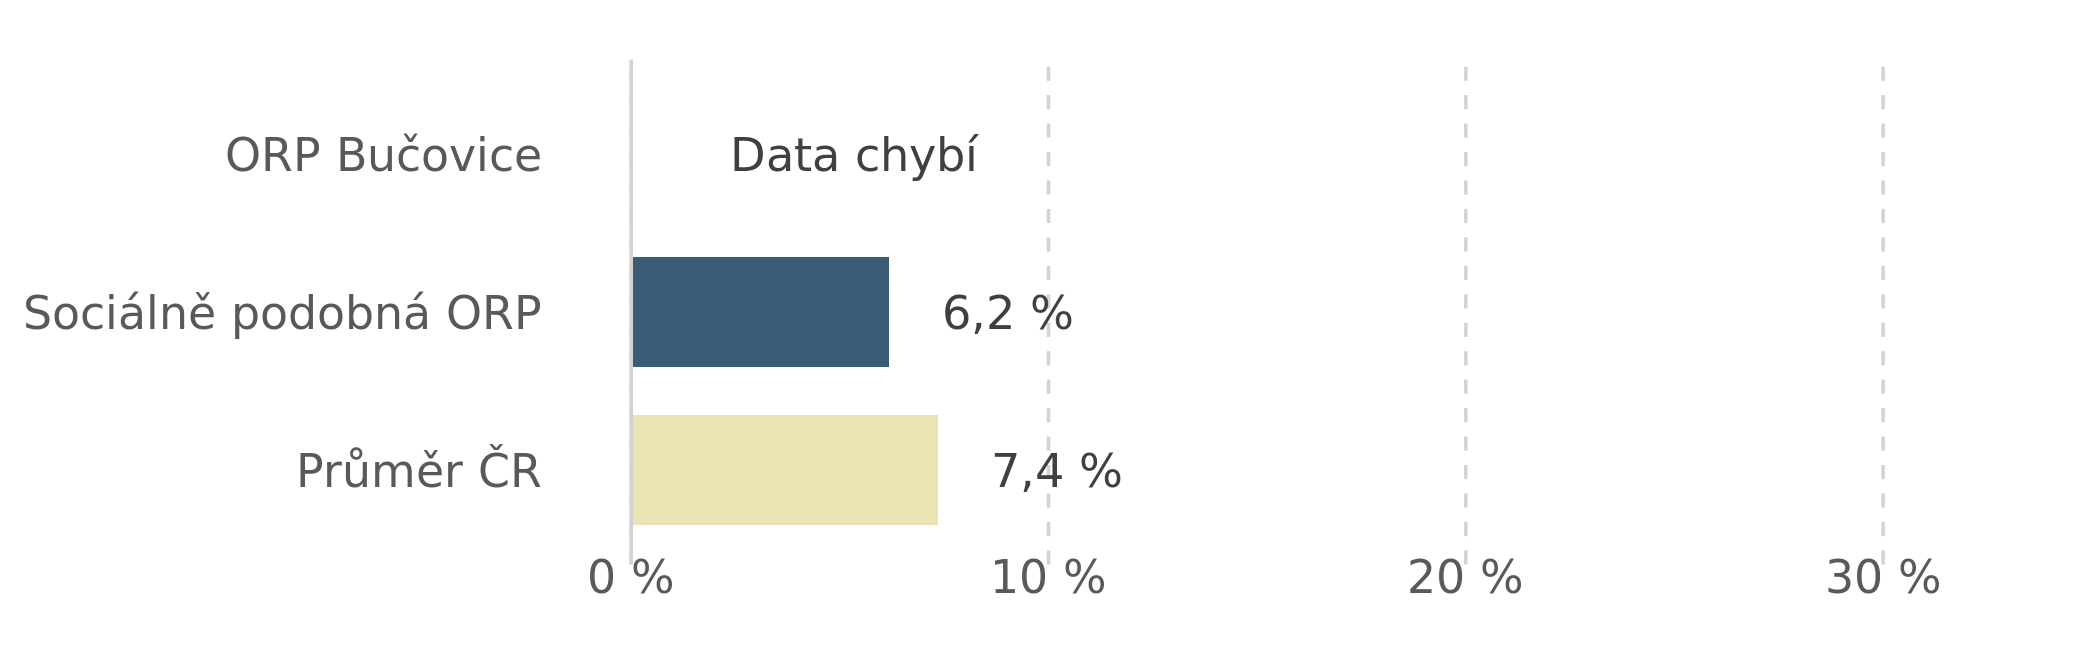 ORP Bučovice Data chybí
Sociálně podobná ORP 6,2 %
Průměr ČR 7,4 %
0 % 10 % 20 % 30 %